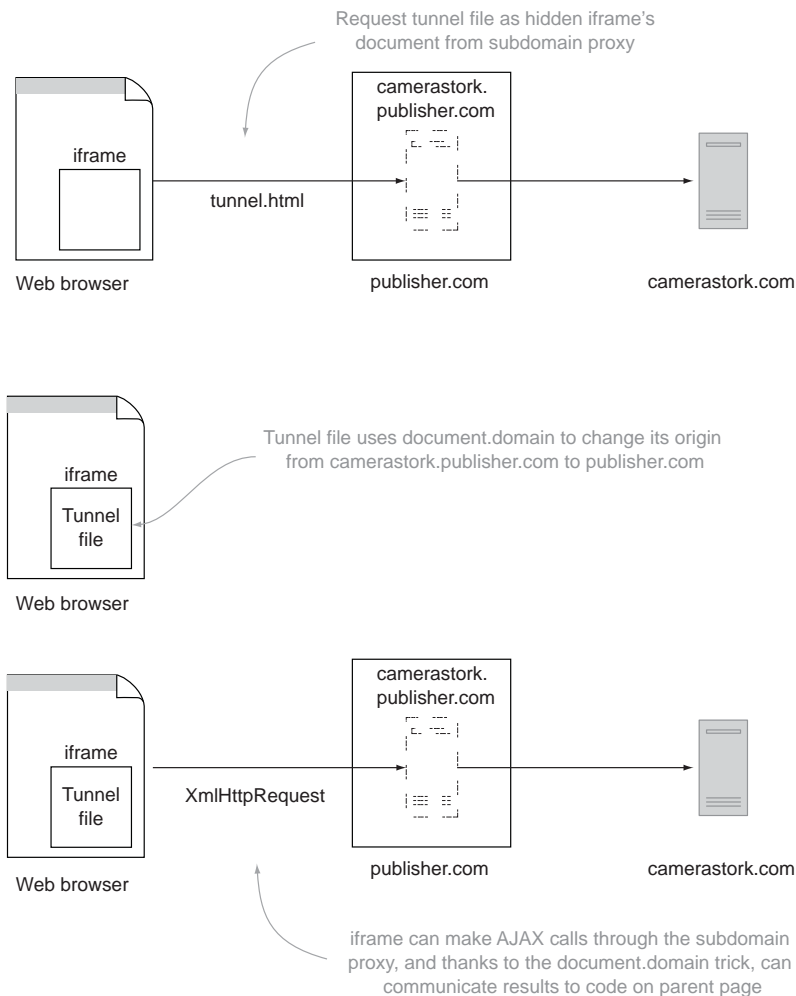 Request tunnel file as hidden iframe’s
document from subdomain proxy
camerastork.
publisher.com
iframe
tunnel.html
Web browser
publisher.com
camerastork.com
Tunnel file uses document.domain to change its origin
from camerastork.publisher.com to publisher.com
iframe
Tunnel
file
Web browser
camerastork.
publisher.com
iframe
Tunnel
file
XmlHttpRequest
Web browser
publisher.com
camerastork.com
iframe can make AJAX calls through the subdomain
proxy, and thanks to the document.domain trick, can
communicate results to code on parent page